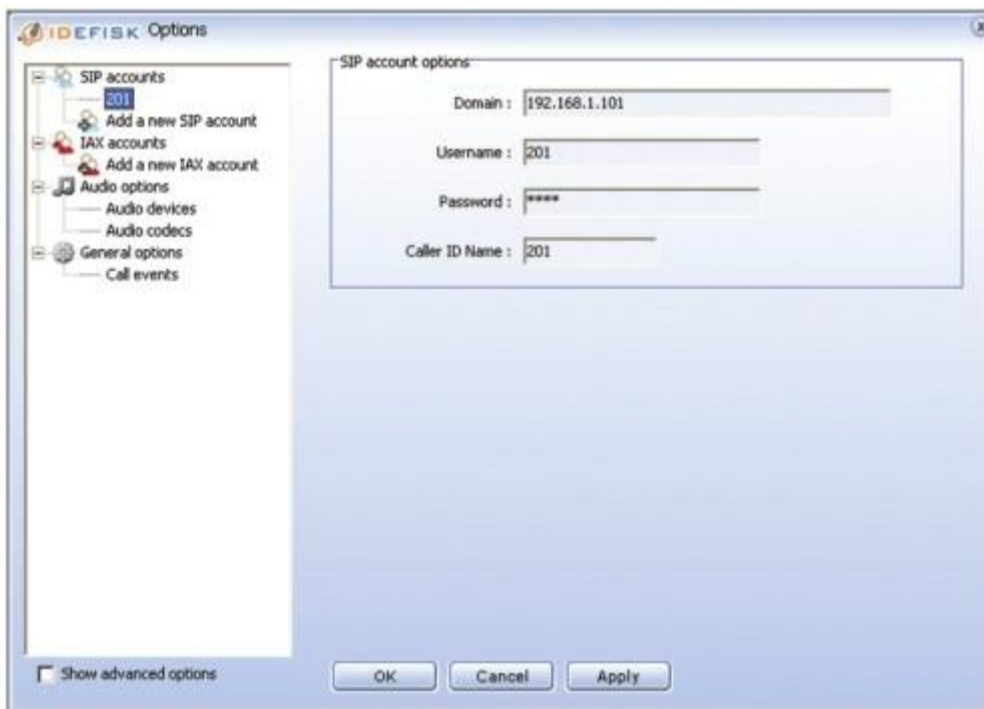 IDEFISK Options
SIP accounts
201
Add a new SIP account
IAX accounts
Add a new IAX account
Audio options
Audio devices
Audio codecs
General options
Call events
SIP account options
Domain : 192.168.1.101
Username : 201
Password : ****
Caller ID Name : 201
Show advanced options
OK Cancel Apply